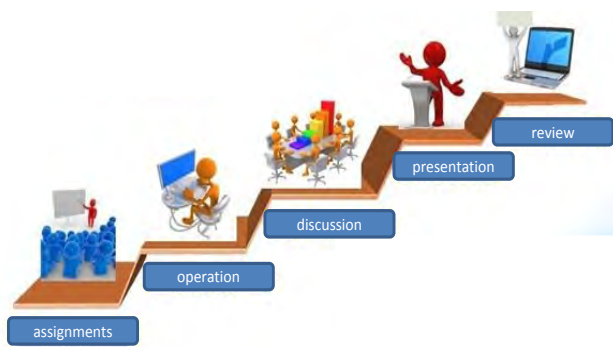 assignments
operation
discussion
presentation
review